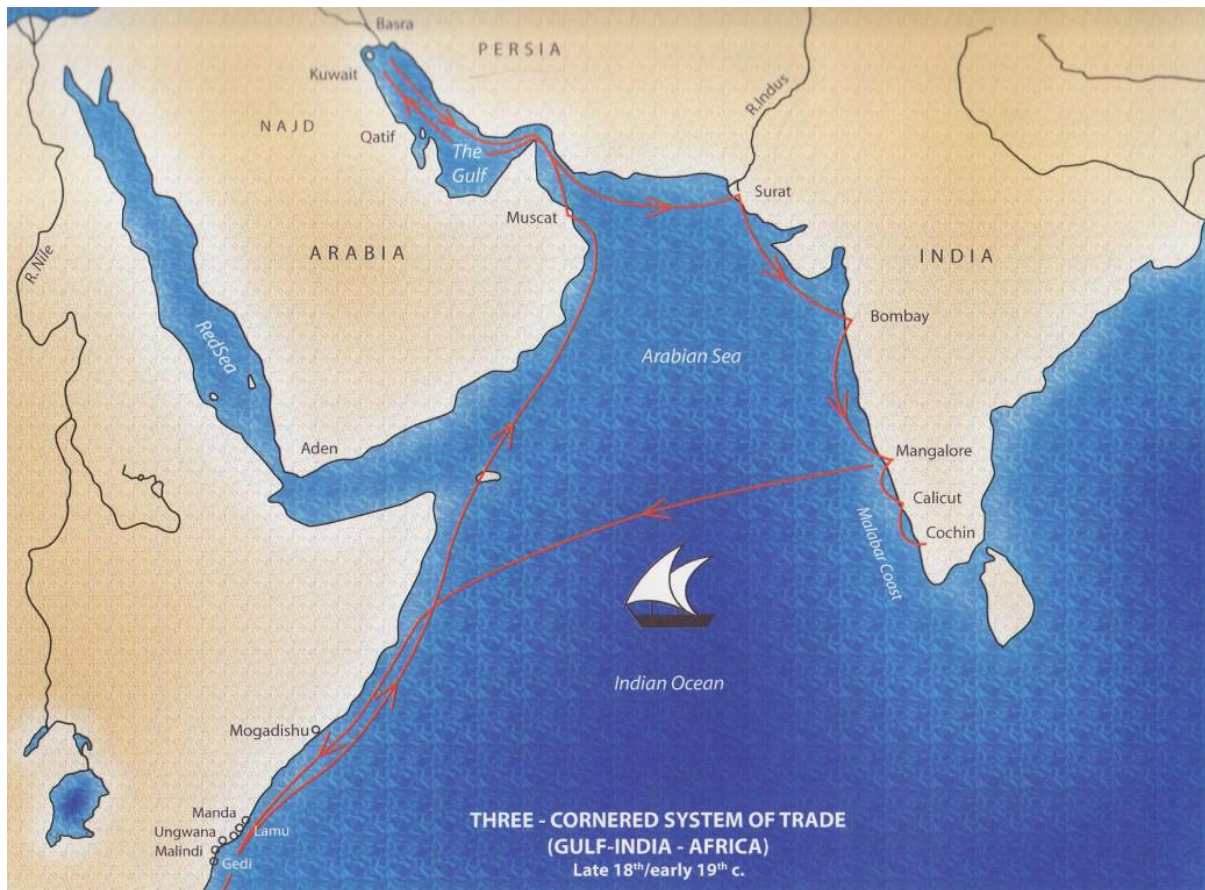 Basra
PERSIA
Kuwait
R.Indus
NAJD
Qatif
The
Gulf
Surat
Muscat
ARABIA
INDIA
R. Nile
Bombay
RedSea
Arabian Sea
Aden
Mangalore
Calicut
Malabar Coast
Cochin
Indian Ocean
Mogadishu
Manda
Lamu
Ungwana
Malindi
Gedi
THREE - CORNERED SYSTEM OF TRADE
(GULF-INDIA - AFRICA)
Late 18th/early 19th c.